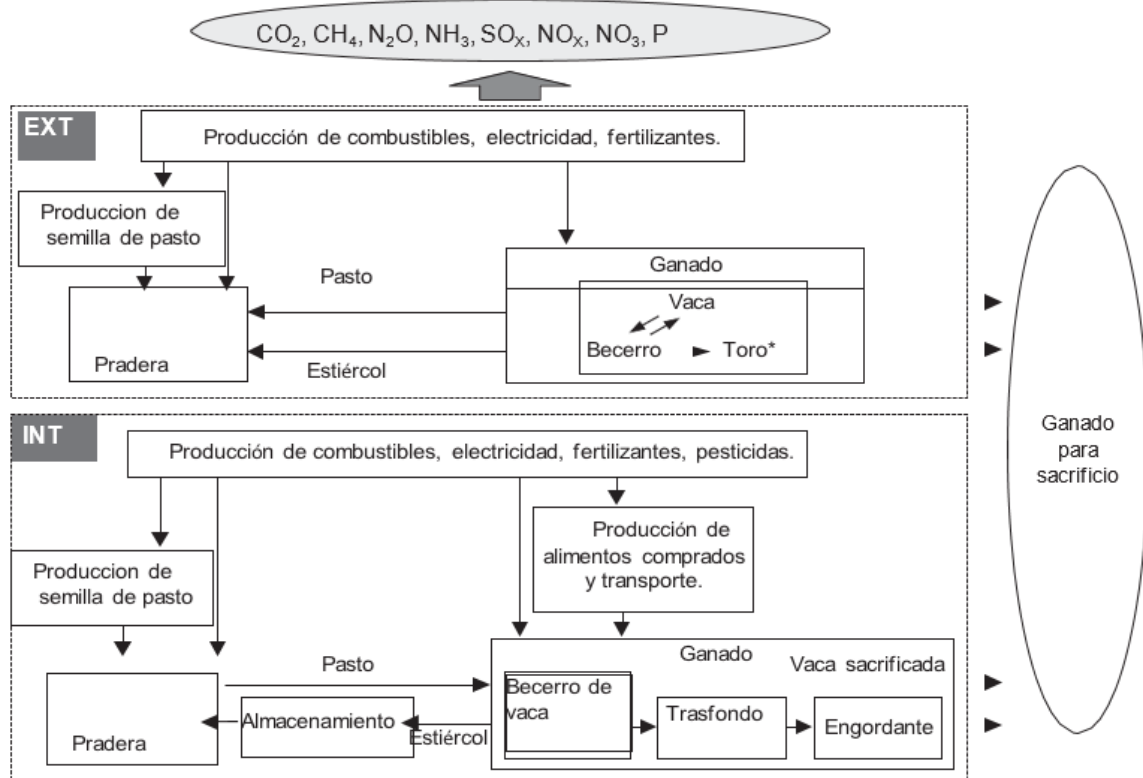 CO₂, CH₄, N₂O, NH₃, SOₓ, NOₓ, NO₃, P
EXT
Producción de combustibles, electricidad, fertilizantes.
Produccion de
semilla de pasto
Pasto
Ganado
Vaca
Becerro
Toro*
Pradera
Estiércol
INT
Producción de combustibles, electricidad, fertilizantes, pesticidas.
Producción de
alimentos comprados
y transporte.
Produccion de
semilla de pasto
Pasto
Ganado
Vaca sacrificada
Becerro de
vaca
Trasfondo
Engordante
Almacenamiento
Estiércol
Pradera
Ganado
para
sacrificio